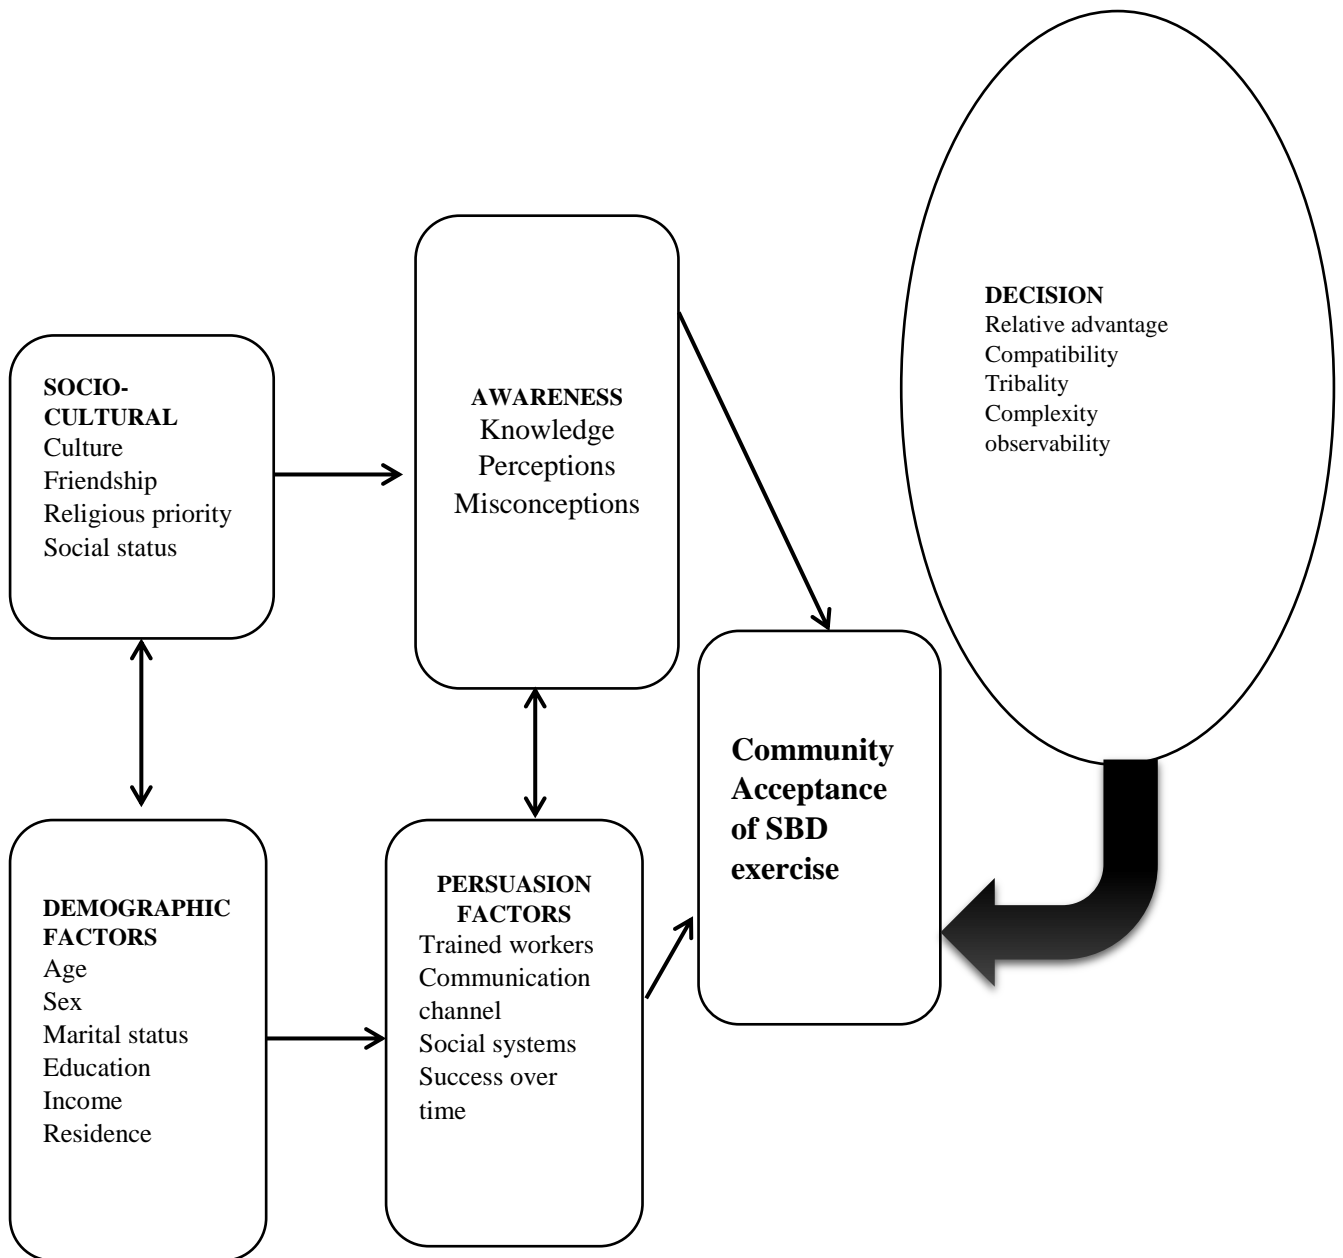 SOCIO-
CULTURAL
Culture
Friendship
Religious priority
Social status
AWARENESS
Knowledge
Perceptions
Misconceptions
DECISION
Relative advantage
Compatibility
Tribality
Complexity
observability
DEMOGRAPHIC
FACTORS
Age
Sex
Marital status
Education
Income
Residence
PERSUASION
FACTORS
Trained workers
Communication
channel
Social systems
Success over
time
Community
Acceptance
of SBD
exercise